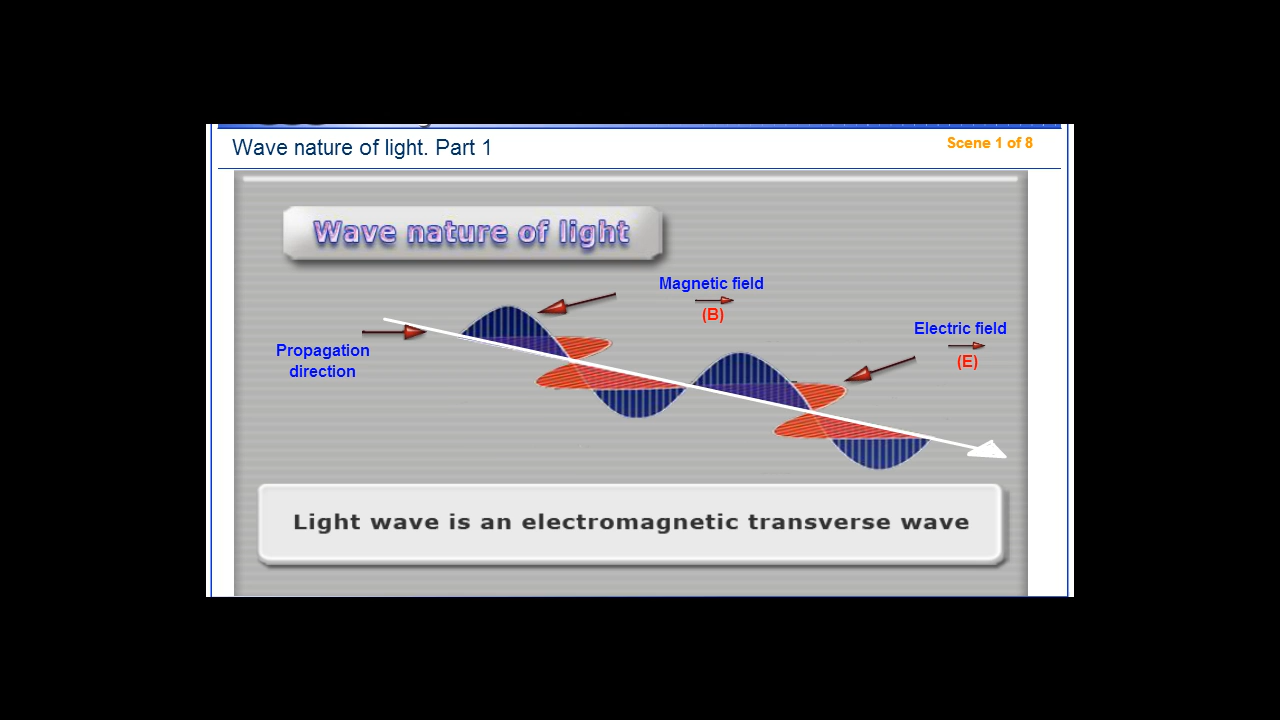 Wave nature of light. Part 1
Scene 1 of 8
Wave nature of light
Magnetic field
(B)
Electric field
(E)
Propagation
direction
Light wave is an electromagnetic transverse wave